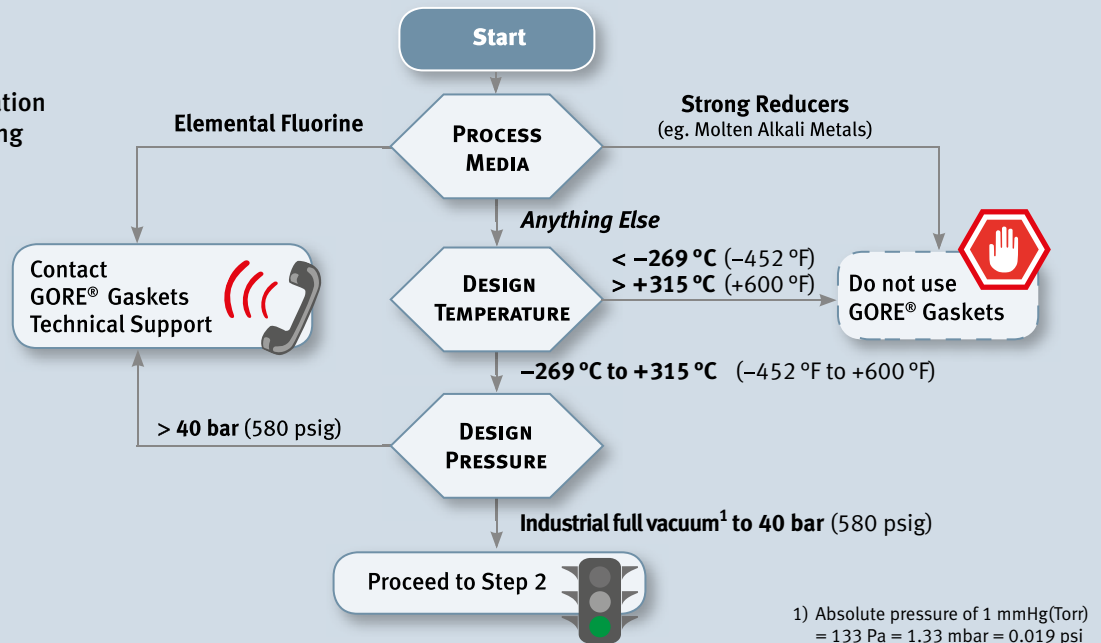 Start
Elemental Fluorine
PROCESS
MEDIA
Strong Reducers
(eg. Molten Alkali Metals)
Anything Else
Contact
GORE® Gaskets
Technical Support
DESIGN
TEMPERATURE
< –269 °C (–452 °F)
> +315 °C (+600 °F)
Do not use
GORE® Gaskets
–269 °C to +315 °C (–452 °F to +600 °F)
> 40 bar (580 psig)
DESIGN
PRESSURE
Industrial full vacuum¹ to 40 bar (580 psig)
Proceed to Step 2
1) Absolute pressure of 1 mmHg(Torr)
= 133 Pa = 1.33 mbar = 0.019 psi